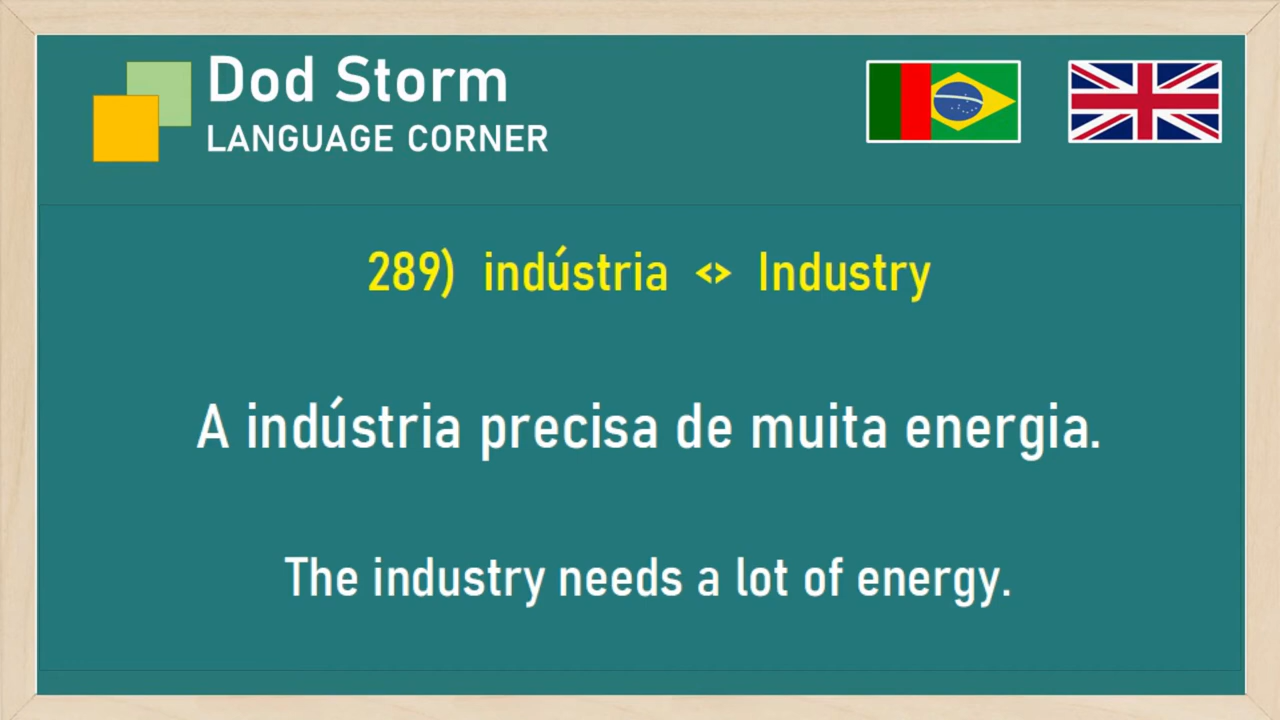 Dod Storm
LANGUAGE CORNER
289) indústria <> Industry
A indústria precisa de muita energia.
The industry needs a lot of energy.